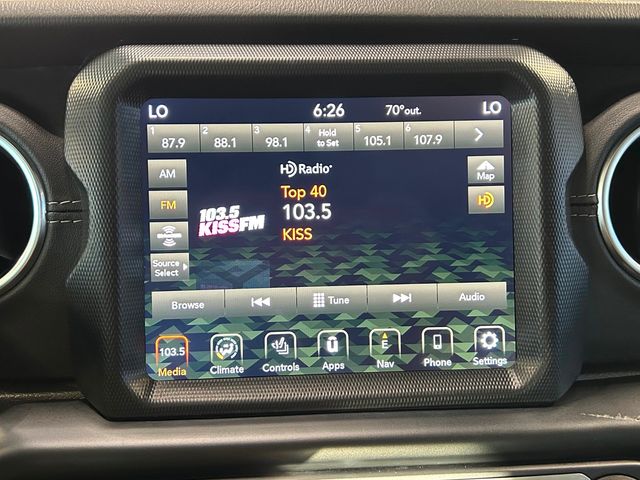 LO 6:26 70°out. LO
1 87.9 2 88.1 3 98.1 4 Hold to Set 5 105.1 6 107.9
AM
FM
Source
Select
HD Radio
Top 40
103.5
KISS
103.5
KISSFM
Map
HD
Browse Tune Audio
103.5 E
Media Climate Controls Apps Nav Phone Settings